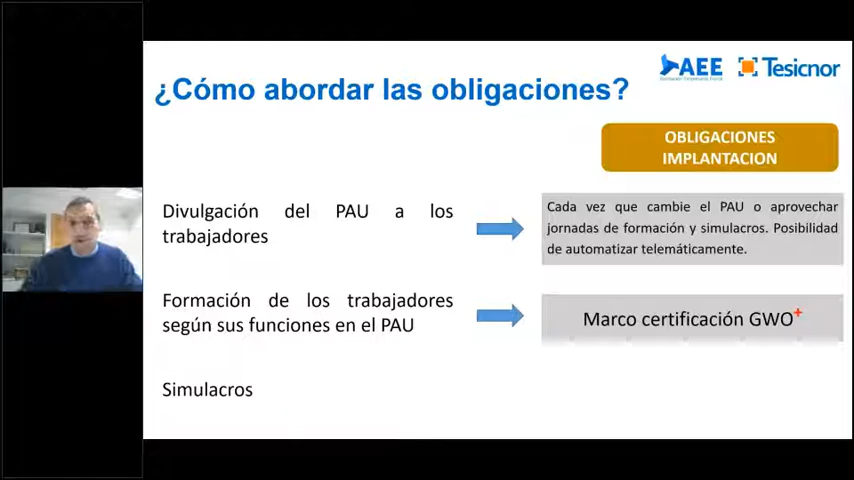 ¿Cómo abordar las obligaciones?
AEE
Tesicnor
OBLIGACIONES
IMPLANTACION
Divulgación del PAU a los
trabajadores
Cada vez que cambie el PAU o aprovechar
jornadas de formación y simulacros. Posibilidad
de automatizar telemáticamente.
Formación de los trabajadores
según sus funciones en el PAU
Marco certificación GWO+
Simulacros